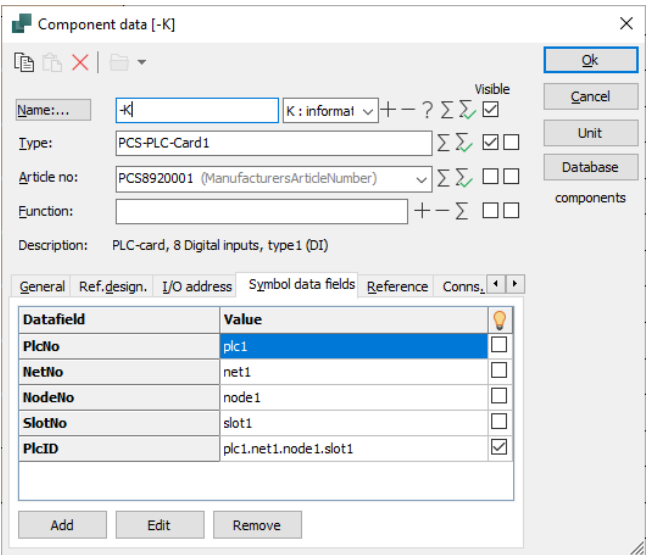 Component data [-K]
Ok
Visible
Name:... -K K : informat
Cancel
Type: PCS-PLC-Card1
Unit
Article no: PCS8920001 (ManufacturersArticleNumber)
Database
Function:
components
Description: PLC-card, 8 Digital inputs, type1 (DI)
General Ref.design. I/O address Symbol data fields Reference Conns,
Datafield Value
PlcNo plc1
NetNo net1
NodeNo node1
SlotNo slot1
PlcID plc1.net1.node1.slot1
Add Edit Remove